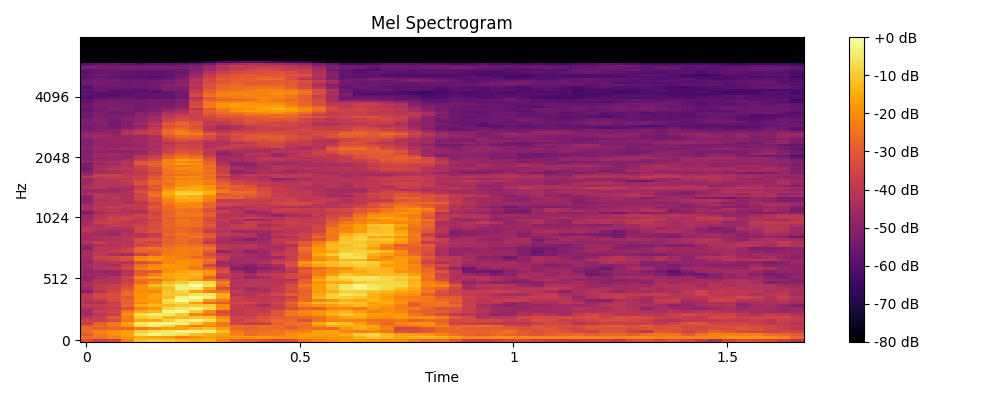 Mel Spectrogram
Hz
4096
2048
1024
512
0
0
0.5
1
1.5
Time
+0 dB
-10 dB
-20 dB
-30 dB
-40 dB
-50 dB
-60 dB
-70 dB
-80 dB